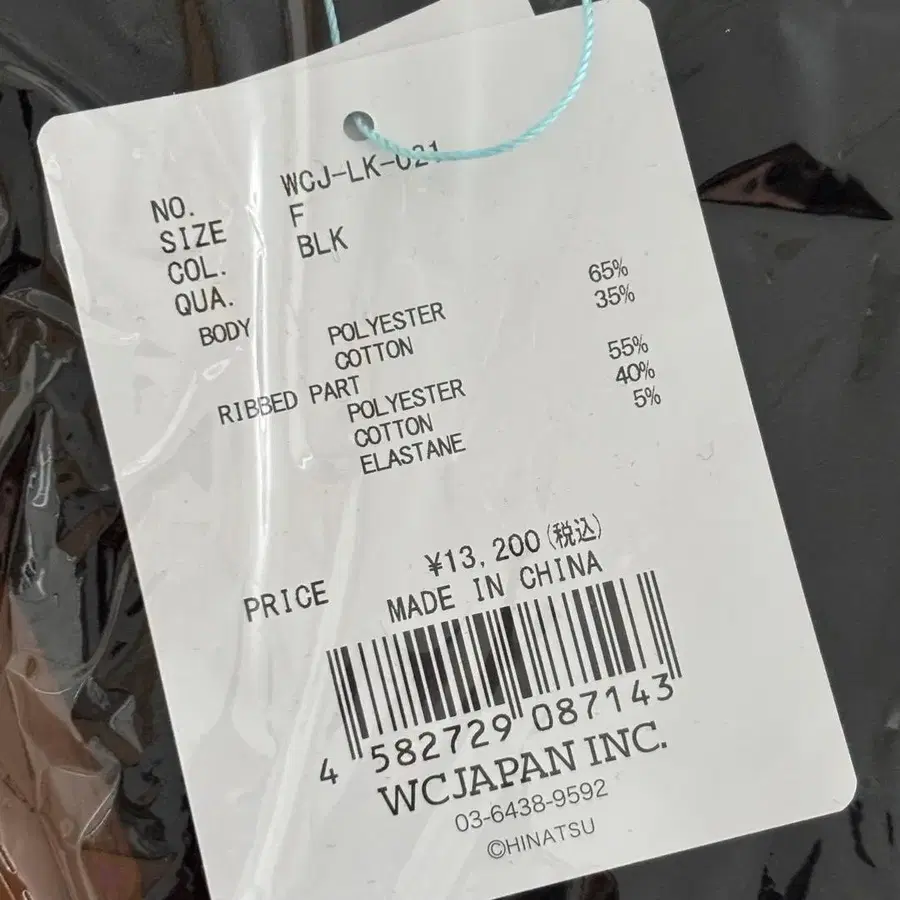 NO. WCJ-LK-021
SIZE F
COL. BLK
QUA.
BODY POLYESTER 65%
COTTON 35%
RIBBED PART
POLYESTER 55%
COTTON 40%
ELASTANE 5%
PRICE ¥13,200(税込)
MADE IN CHINA
4 582729 087143
WCJAPAN INC.
03-6438-9592
©HINATSU